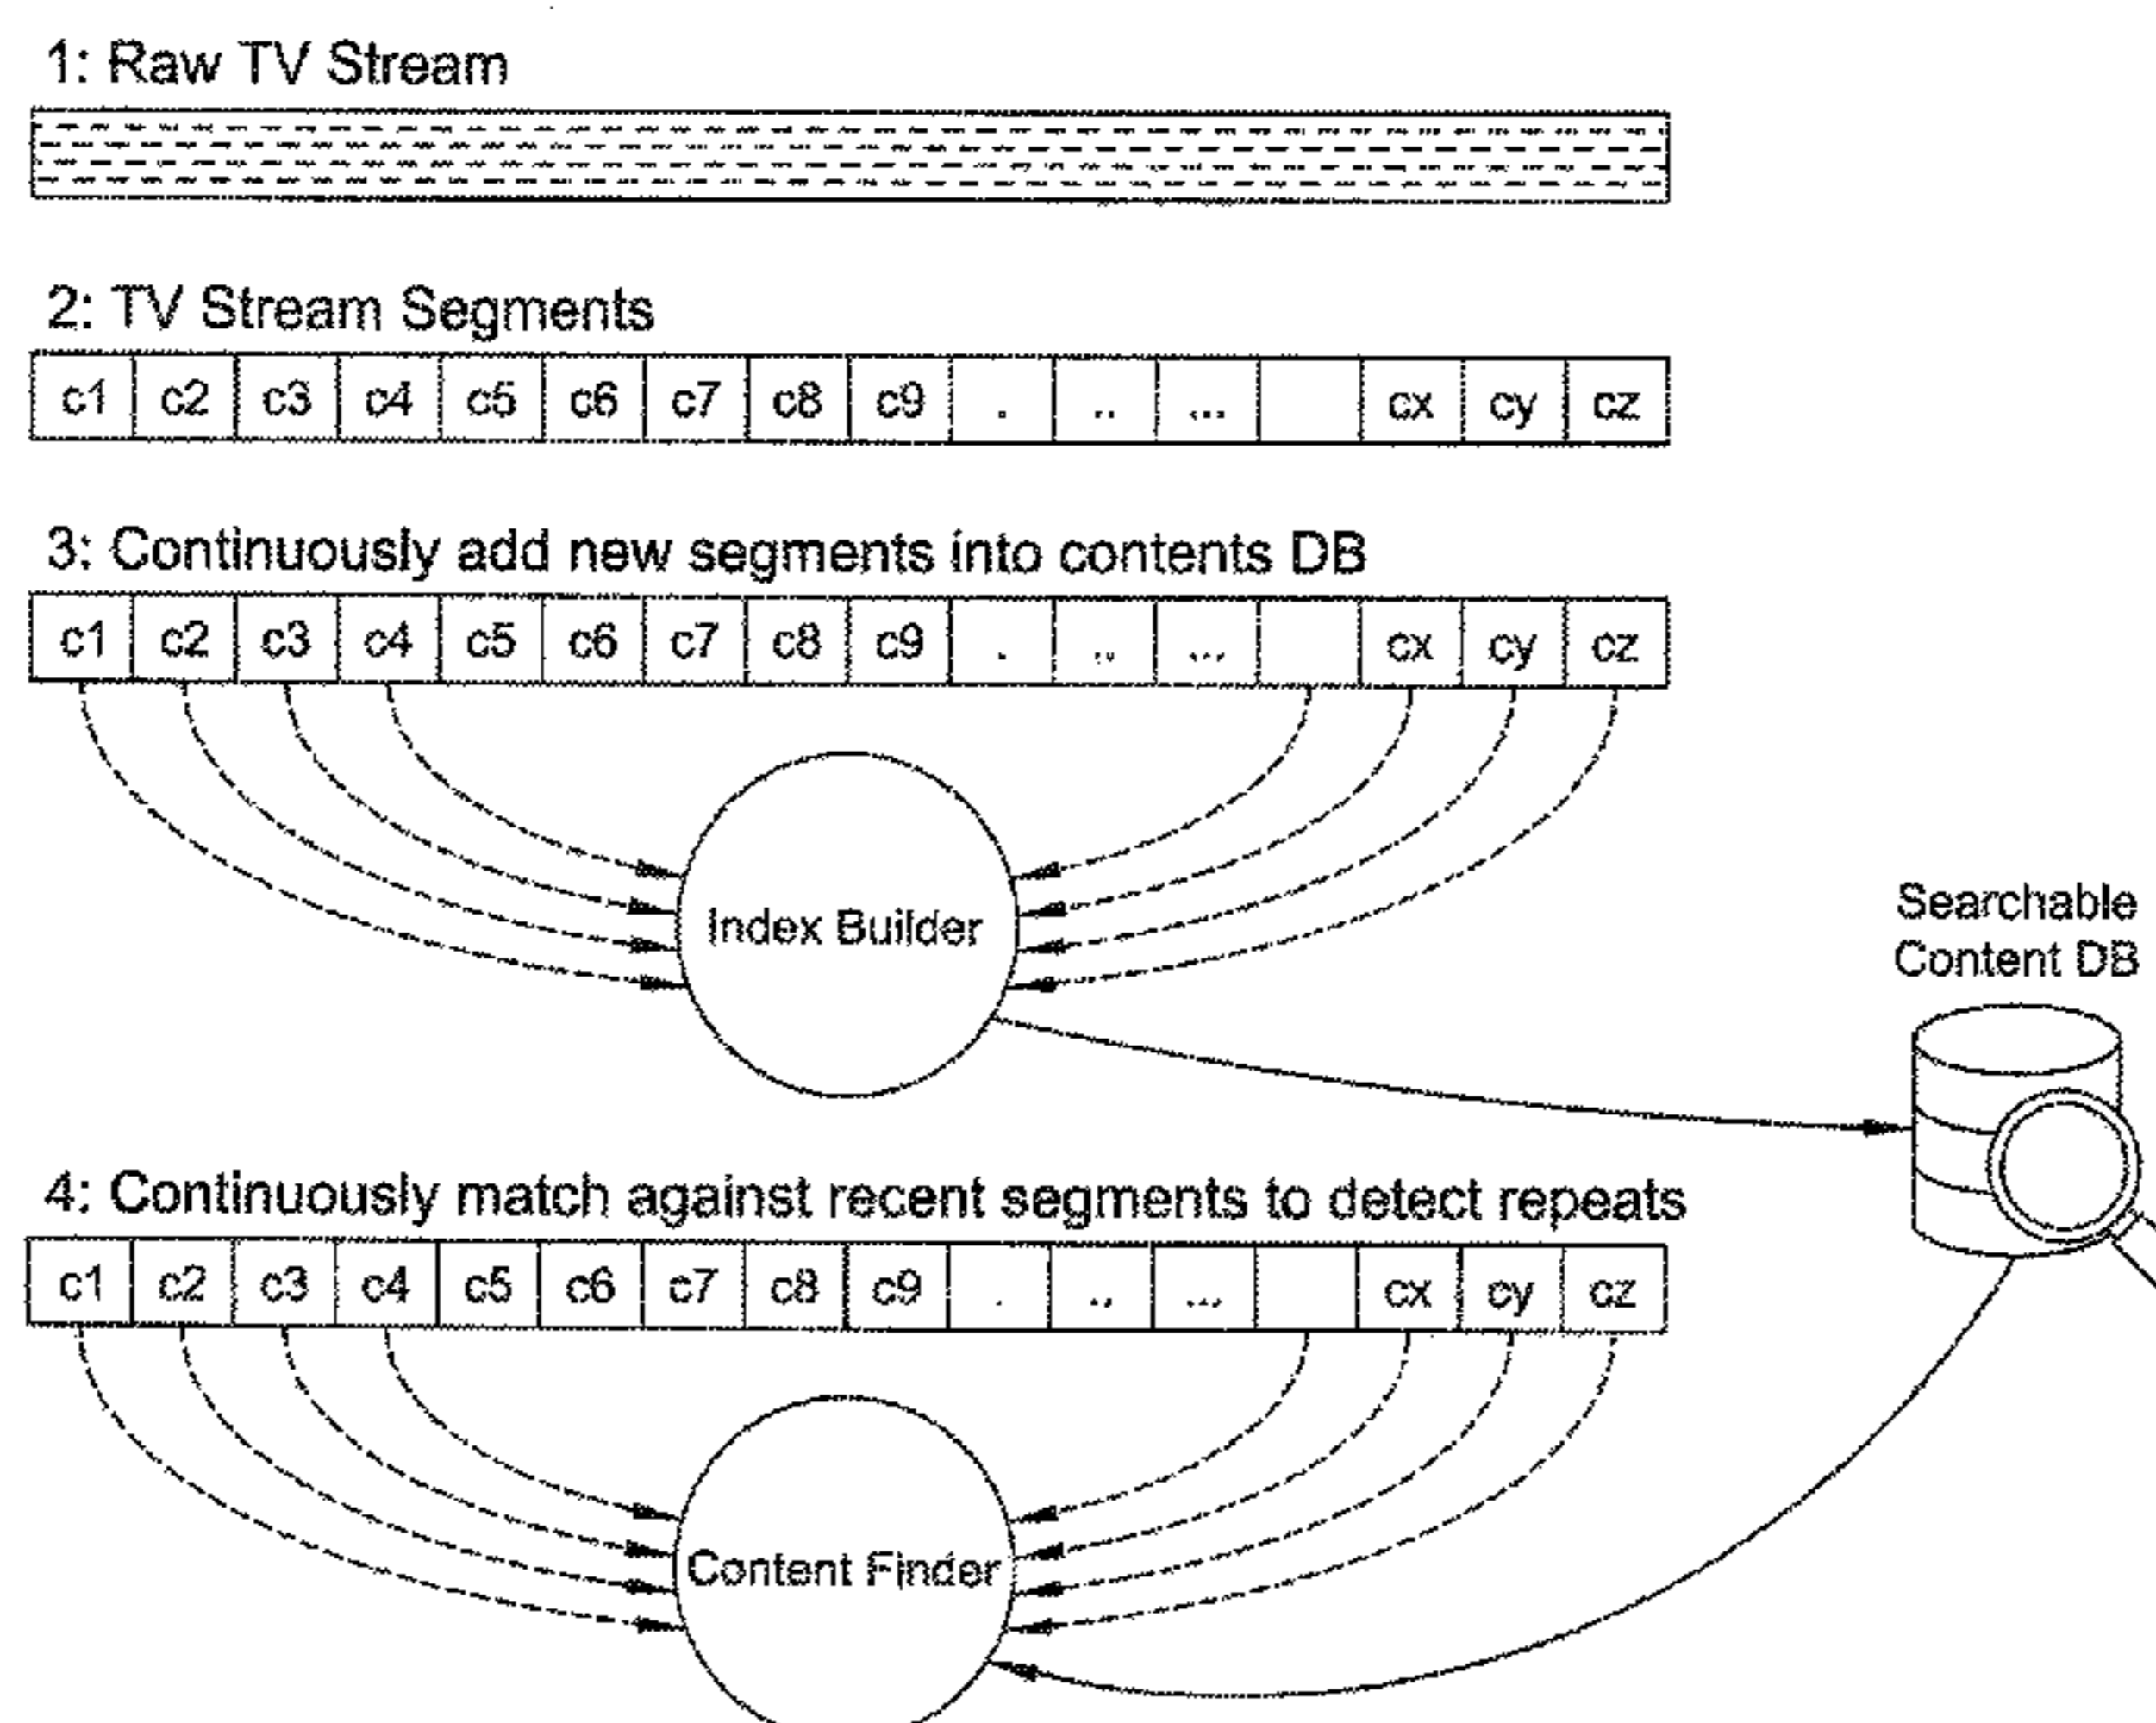 1: Raw TV Stream
2: TV Stream Segments
c1 c2 c3 c4 c5 c6 c7 c8 c9 . .. ... cx cy cz
3: Continuously add new segments into contents DB
c1 c2 c3 c4 c5 c6 c7 c8 c9 . .. ... cx cy cz
Index Builder
Searchable
Content DB
4: Continuously match against recent segments to detect repeats
c1 c2 c3 c4 c5 c6 c7 c8 c9 . .. ... cx cy cz
Content Finder